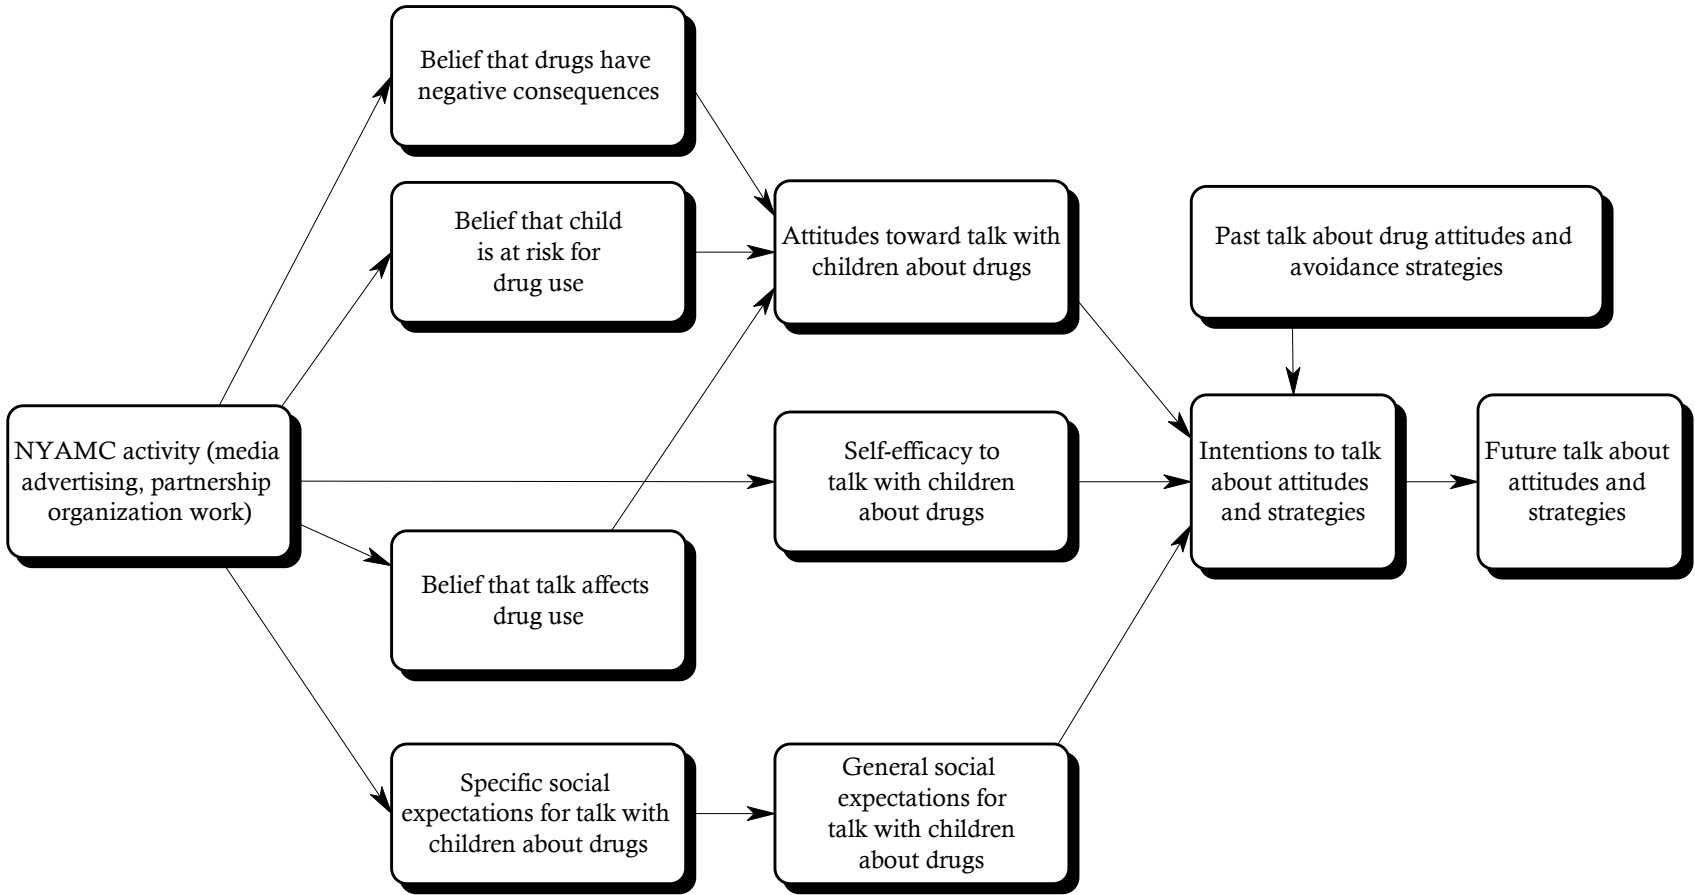 Belief that drugs have
negative consequences
Belief that child
is at risk for
drug use
Attitudes toward talk with
children about drugs
Past talk about drug attitudes and
avoidance strategies
NYAMC activity (media
advertising, partnership
organization work)
Self-efficacy to
talk with children
about drugs
Intentions to talk
about attitudes
and strategies
Future talk about
attitudes and
strategies
Belief that talk affects
drug use
Specific social
expectations for talk with
children about drugs
General social
expectations for
talk with children
about drugs